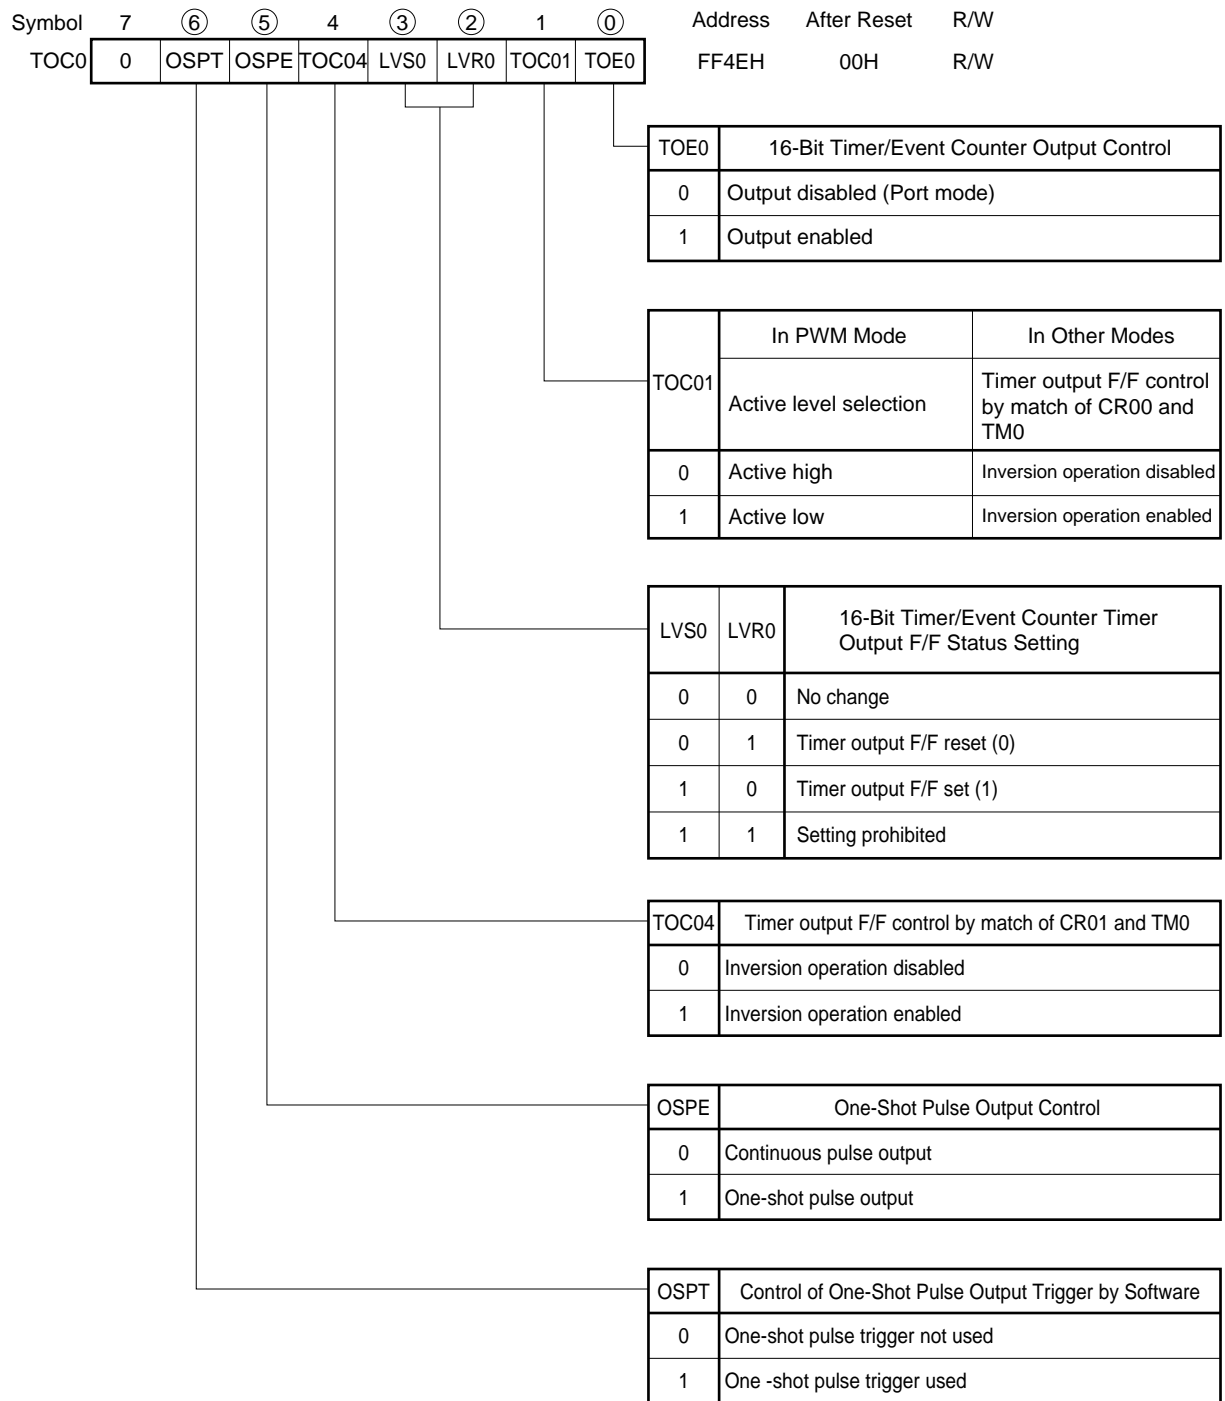 Symbol 7 ⑥ ⑤ 4 ③ ② 1 ⓪ Address After Reset R/W
TOC0 0 OSPT OSPE TOC04 LVS0 LVR0 TOC01 TOE0 FF4EH 00H R/W
TOE0 16-Bit Timer/Event Counter Output Control
0 Output disabled (Port mode)
1 Output enabled
TOC01 In PWM Mode In Other Modes
Active level selection Timer output F/F control
by match of CR00 and
TM0
0 Active high Inversion operation disabled
1 Active low Inversion operation enabled
LVS0 LVR0 16-Bit Timer/Event Counter Timer
Output F/F Status Setting
0 0 No change
0 1 Timer output F/F reset (0)
1 0 Timer output F/F set (1)
1 1 Setting prohibited
TOC04 Timer output F/F control by match of CR01 and TM0
0 Inversion operation disabled
1 Inversion operation enabled
OSPE One-Shot Pulse Output Control
0 Continuous pulse output
1 One-shot pulse output
OSPT Control of One-Shot Pulse Output Trigger by Software
0 One-shot pulse trigger not used
1 One -shot pulse trigger used